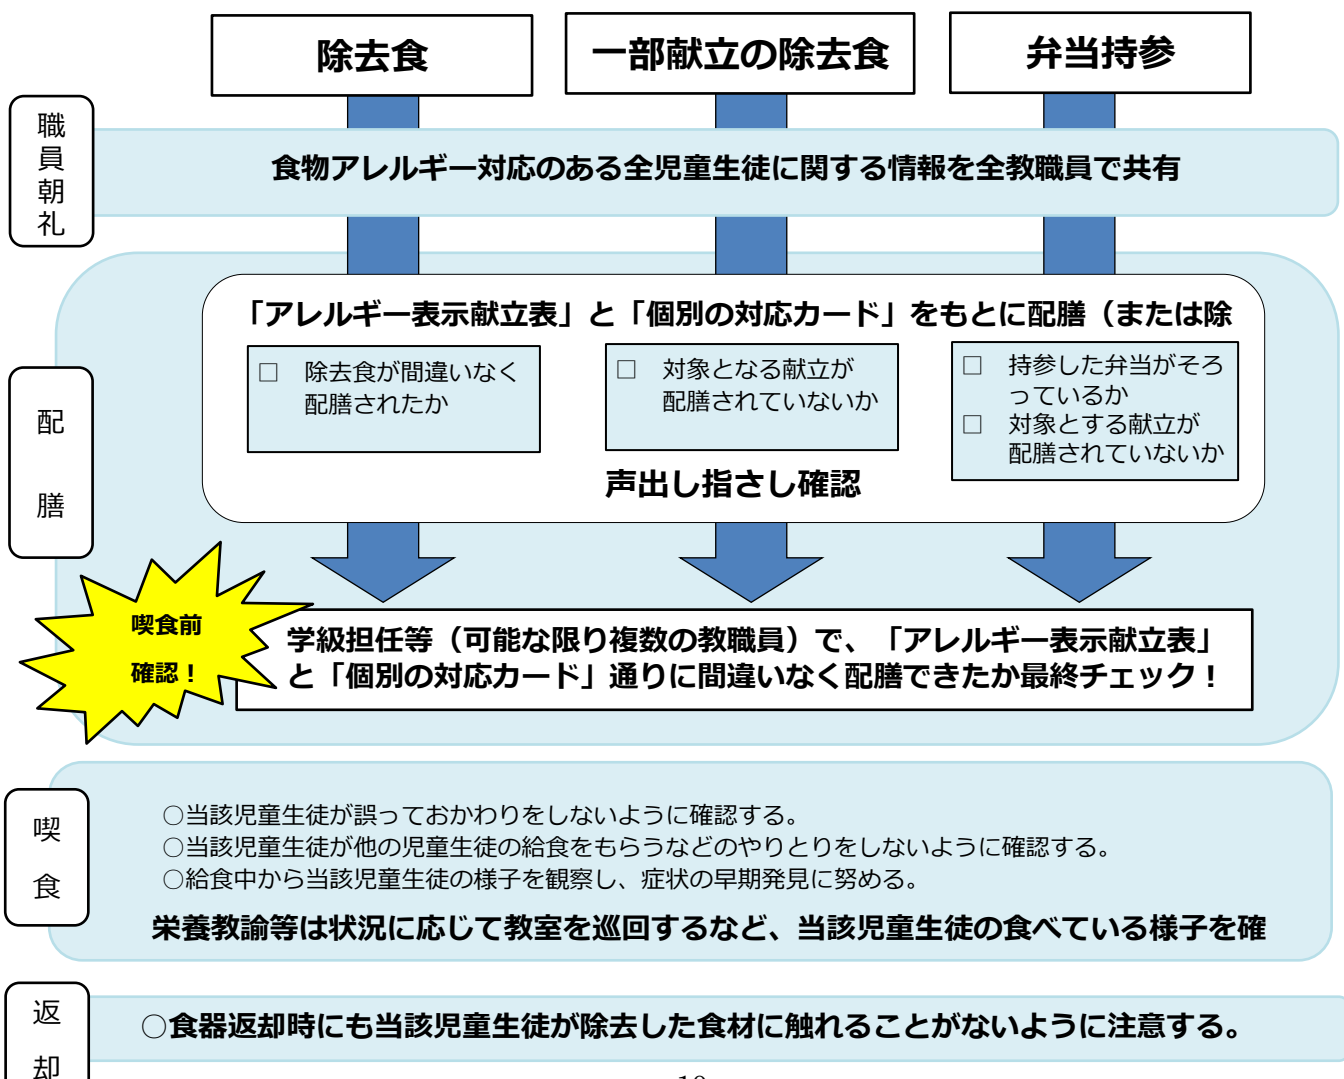 除去食
一部献立の除去食
弁当持参
職員朝礼
食物アレルギー対応のある全児童生徒に関する情報を全教職員で共有
配膳
「アレルギー表示献立表」と「個別の対応カード」をもとに配膳（または除
□ 除去食が間違いなく
配膳されたか
□ 対象となる献立が
配膳されていないか
□ 持参した弁当がそろ
っているか
□ 対象とする献立が
配膳されていないか
声出し指さし確認
喫食前
確認！
学級担任等（可能な限り複数の教職員）で、「アレルギー表示献立表」
と「個別の対応カード」通りに間違いなく配膳できたか最終チェック！
喫食
○当該児童生徒が誤っておかわりをしないように確認する。
○当該児童生徒が他の児童生徒の給食をもらうなどのやりとりをしないように確認する。
○給食中から当該児童生徒の様子を観察し、症状の早期発見に努める。
栄養教諭等は状況に応じて教室を巡回するなど、当該児童生徒の食べている様子を確
返却
○食器返却時にも当該児童生徒が除去した食材に触れることがないように注意する。